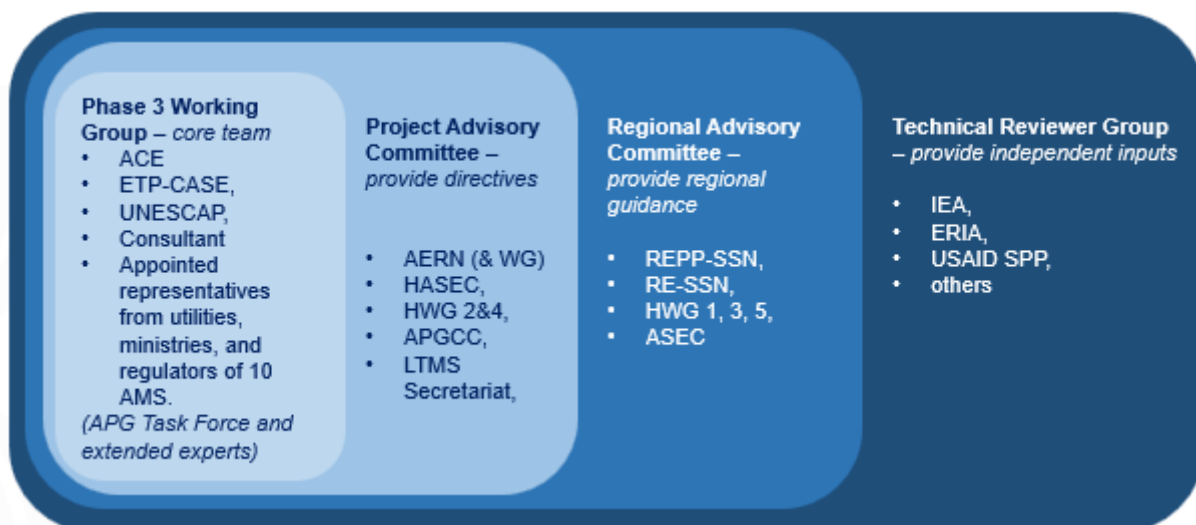 Phase 3 Working
Group – core team
• ACE
• ETP-CASE,
• UNESCAP,
• Consultant
• Appointed
representatives
from utilities,
ministries, and
regulators of 10
AMS.
(APG Task Force and
extended experts)
Project Advisory
Committee –
provide directives
• AERN (& WG)
• HASEC,
• HWG 2&4,
• APGCC,
• LTMS
Secretariat,
Regional Advisory
Committee –
provide regional
guidance
• REPP-SSN,
• RE-SSN,
• HWG 1, 3, 5,
• ASEC
Technical Reviewer Group
– provide independent inputs
• IEA,
• ERIA,
• USAID SPP,
• others